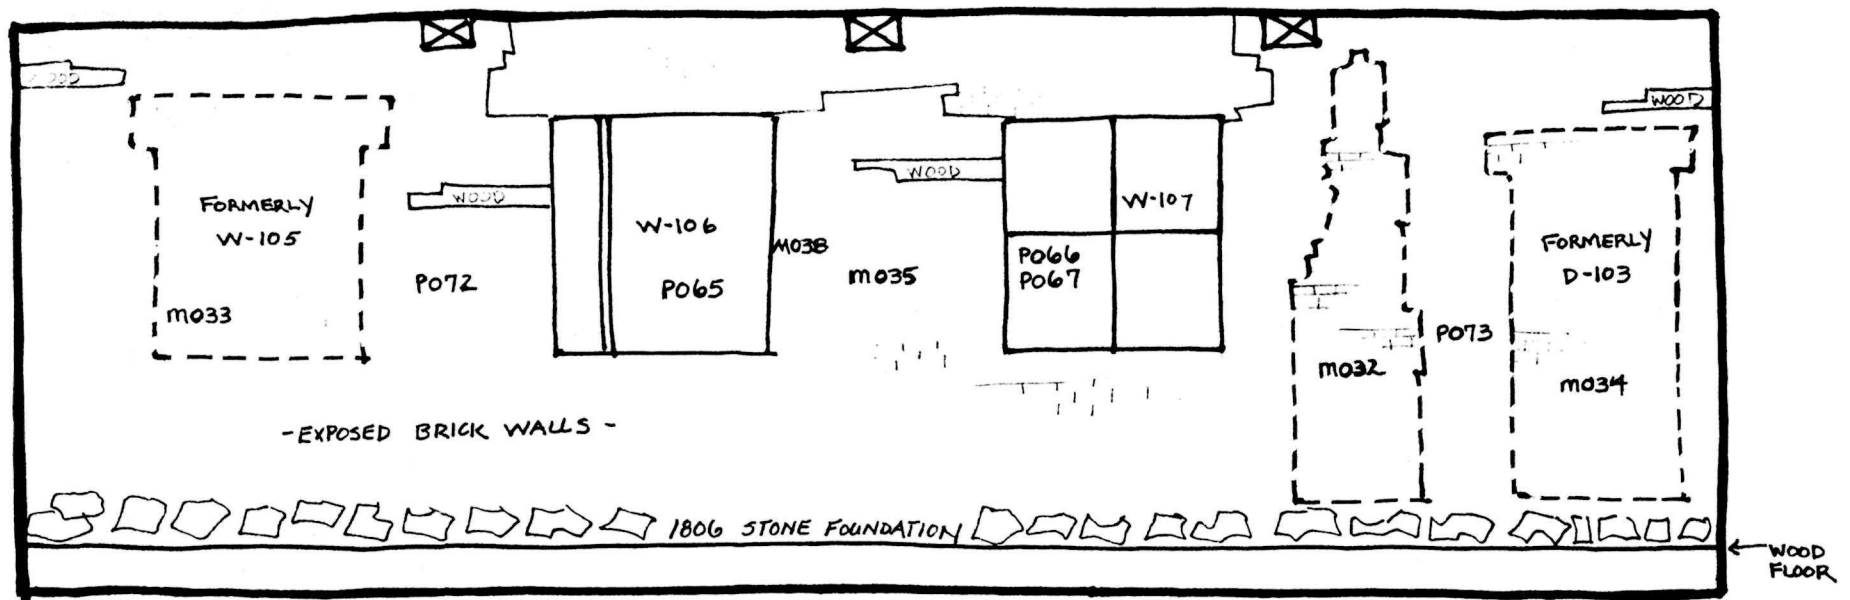 WOOD
WOOD
FORMERLY
W-105
M033
WOOD
P072
W-106
P065
M038
WOOD
M035
W-107
P066
P067
M032
P073
FORMERLY
D-103
M034
-EXPOSED BRICK WALLS-
1806 STONE FOUNDATION
WOOD
FLOOR